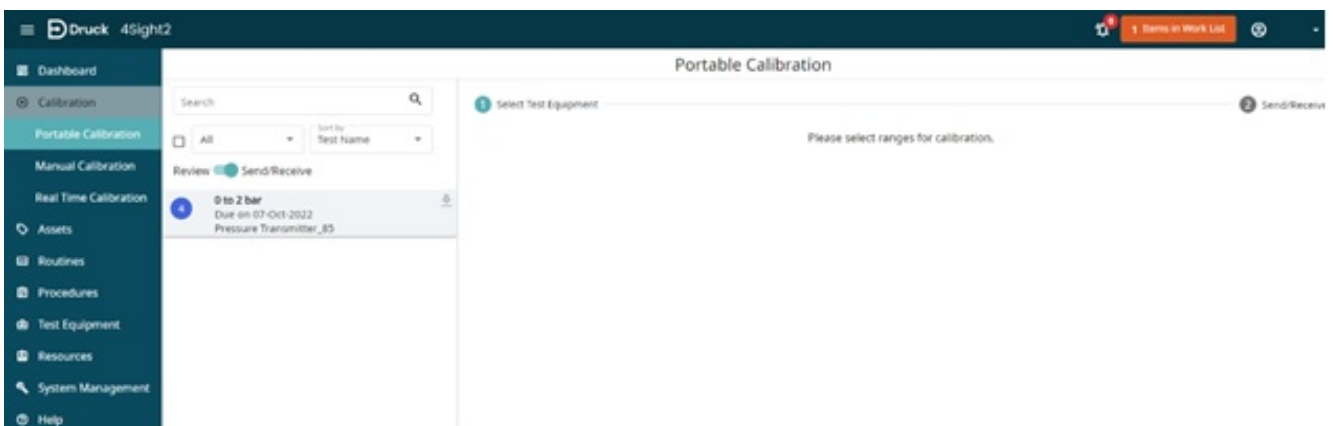 Druck 4Sight2
1 Items in Work List
Dashboard
Calibration
Portable Calibration
Manual Calibration
Real Time Calibration
Assets
Routines
Procedures
Test Equipment
Resources
System Management
Help
Portable Calibration
Search
All
Sort by
Test Name
Review Send/Receive
4
0 to 2 bar
Due on 07-Oct-2022
Pressure Transmitter_85
1 Select Test Equipment
2 Send/Receive
Please select ranges for calibration.